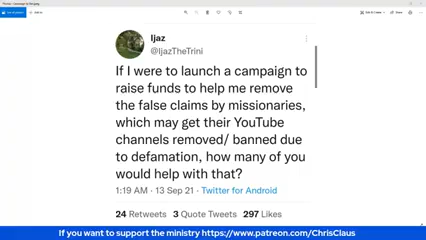 Ijaz
@IjazTheTrini
If I were to launch a campaign to
raise funds to help me remove
the false claims by missionaries,
which may get their YouTube
channels removed/ banned due
to defamation, how many of you
would help with that?
1:19 AM · 13 Sep 21 · Twitter for Android
24 Retweets 3 Quote Tweets 297 Likes
If you want to support the ministry https://www.patreon.com/ChrisClaus